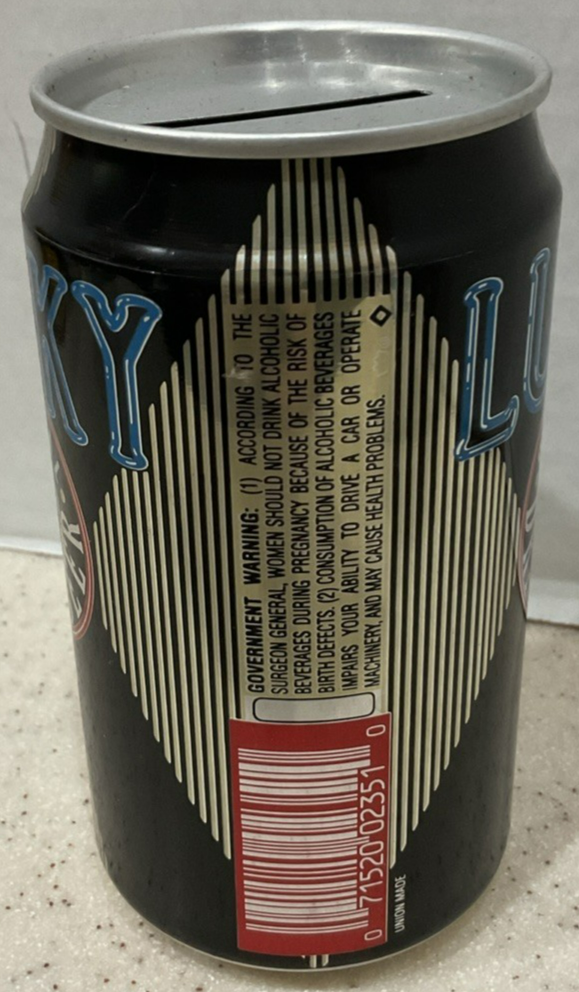 KY
LU
GOVERNMENT WARNING: (1) ACCORDING TO THE
SURGEON GENERAL, WOMEN SHOULD NOT DRINK ALCOHOLIC
BEVERAGES DURING PREGNANCY BECAUSE OF THE RISK OF
BIRTH DEFECTS. (2) CONSUMPTION OF ALCOHOLIC BEVERAGES
IMPAIRS YOUR ABILITY TO DRIVE A CAR OR OPERATE
MACHINERY, AND MAY CAUSE HEALTH PROBLEMS.
0 71520 02351 0
UNION MADE